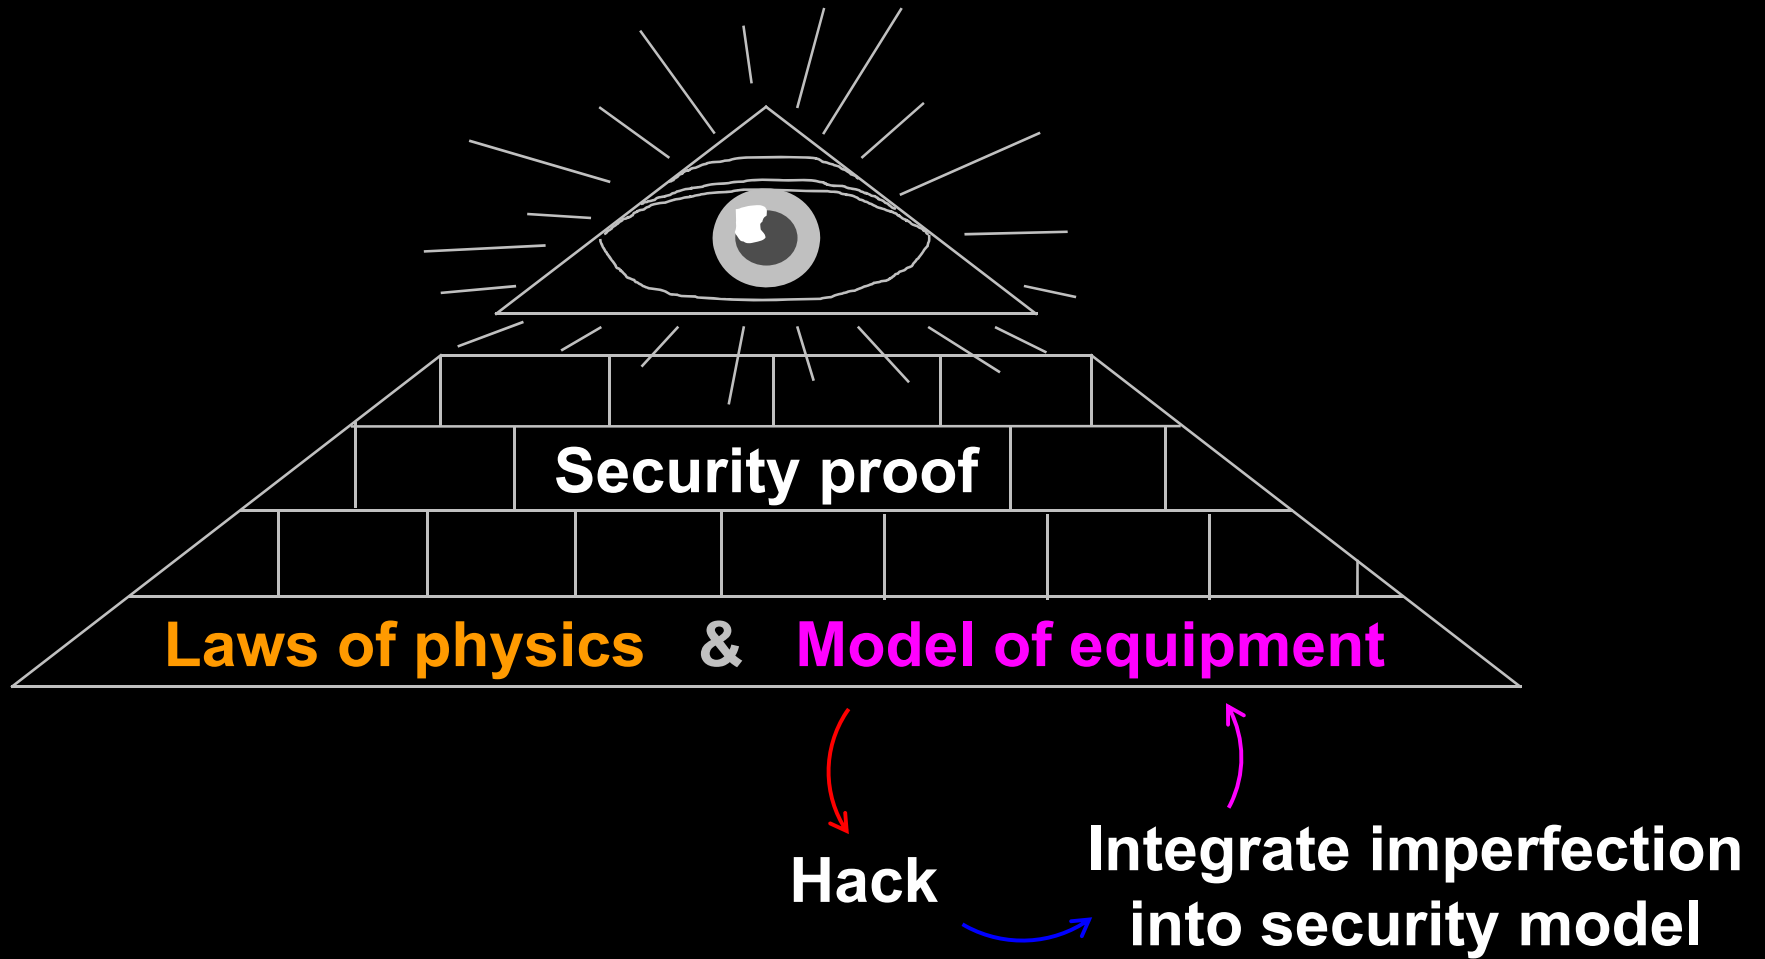 Security proof
Laws of physics & Model of equipment
Hack
Integrate imperfection
into security model